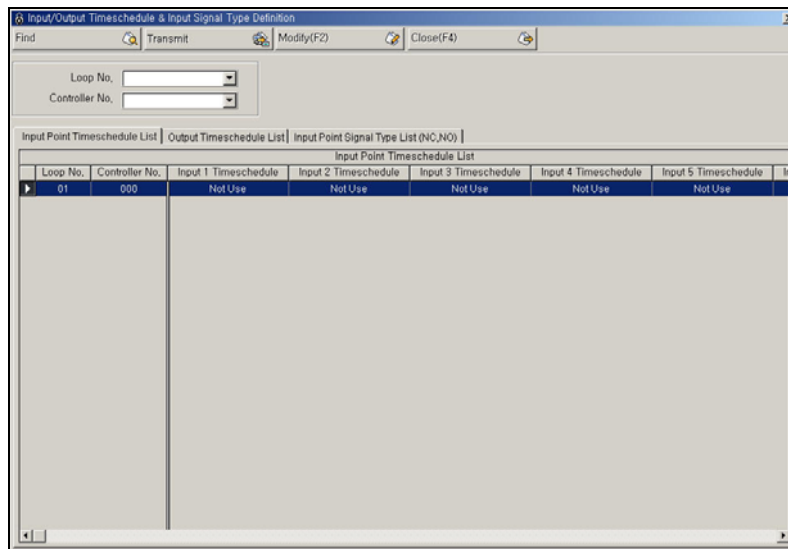 Input/Output Timeschedule & Input Signal Type Definition
Find Transmit Modify(F2) Close(F4)
Loop No,
Controller No,
Input Point Timeschedule List Output Timeschedule List Input Point Signal Type List (NC,NO)
Input Point Timeschedule List
Loop No, Controller No, Input 1 Timeschedule Input 2 Timeschedule Input 3 Timeschedule Input 4 Timeschedule Input 5 Timeschedule
01 000 Not Use Not Use Not Use Not Use Not Use